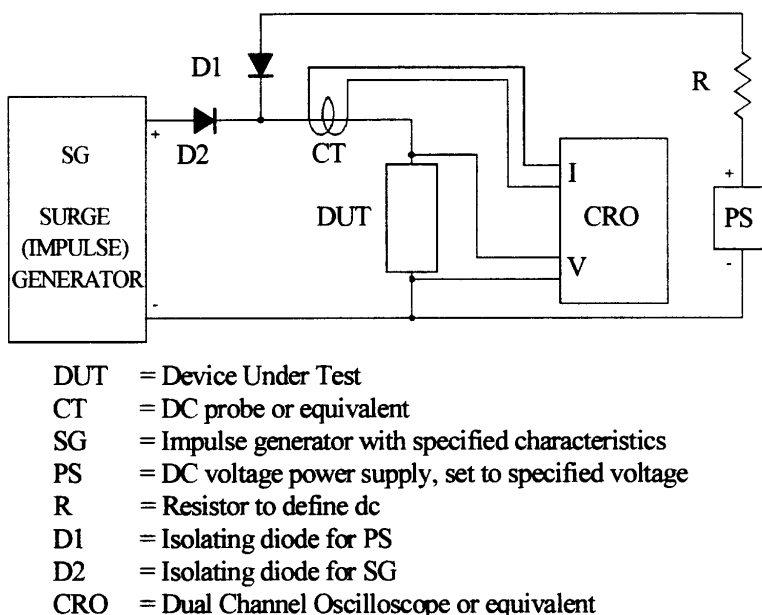 D1
R
+
D2
CT
SG
SURGE
(IMPULSE)
GENERATOR
-
DUT
I
CRO
V
+
PS
-
DUT = Device Under Test
CT = DC probe or equivalent
SG = Impulse generator with specified characteristics
PS = DC voltage power supply, set to specified voltage
R = Resistor to define dc
D1 = Isolating diode for PS
D2 = Isolating diode for SG
CRO = Dual Channel Oscilloscope or equivalent